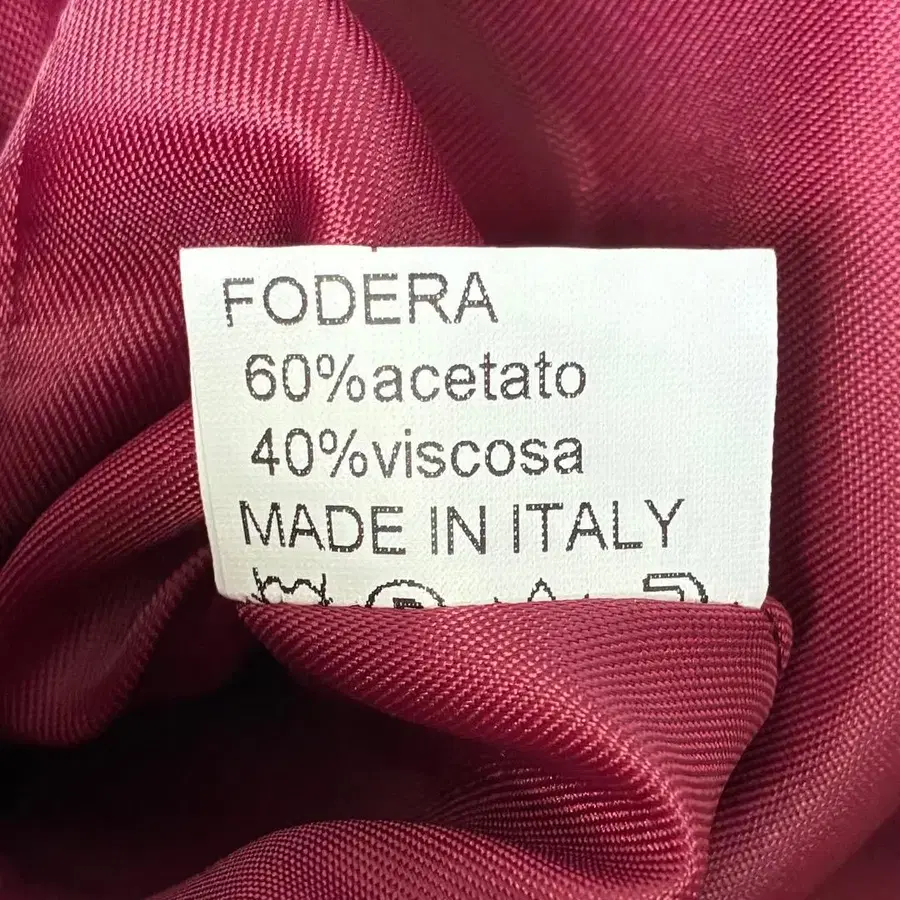 FODERA
60%acetato
40%viscosa
MADE IN ITALY